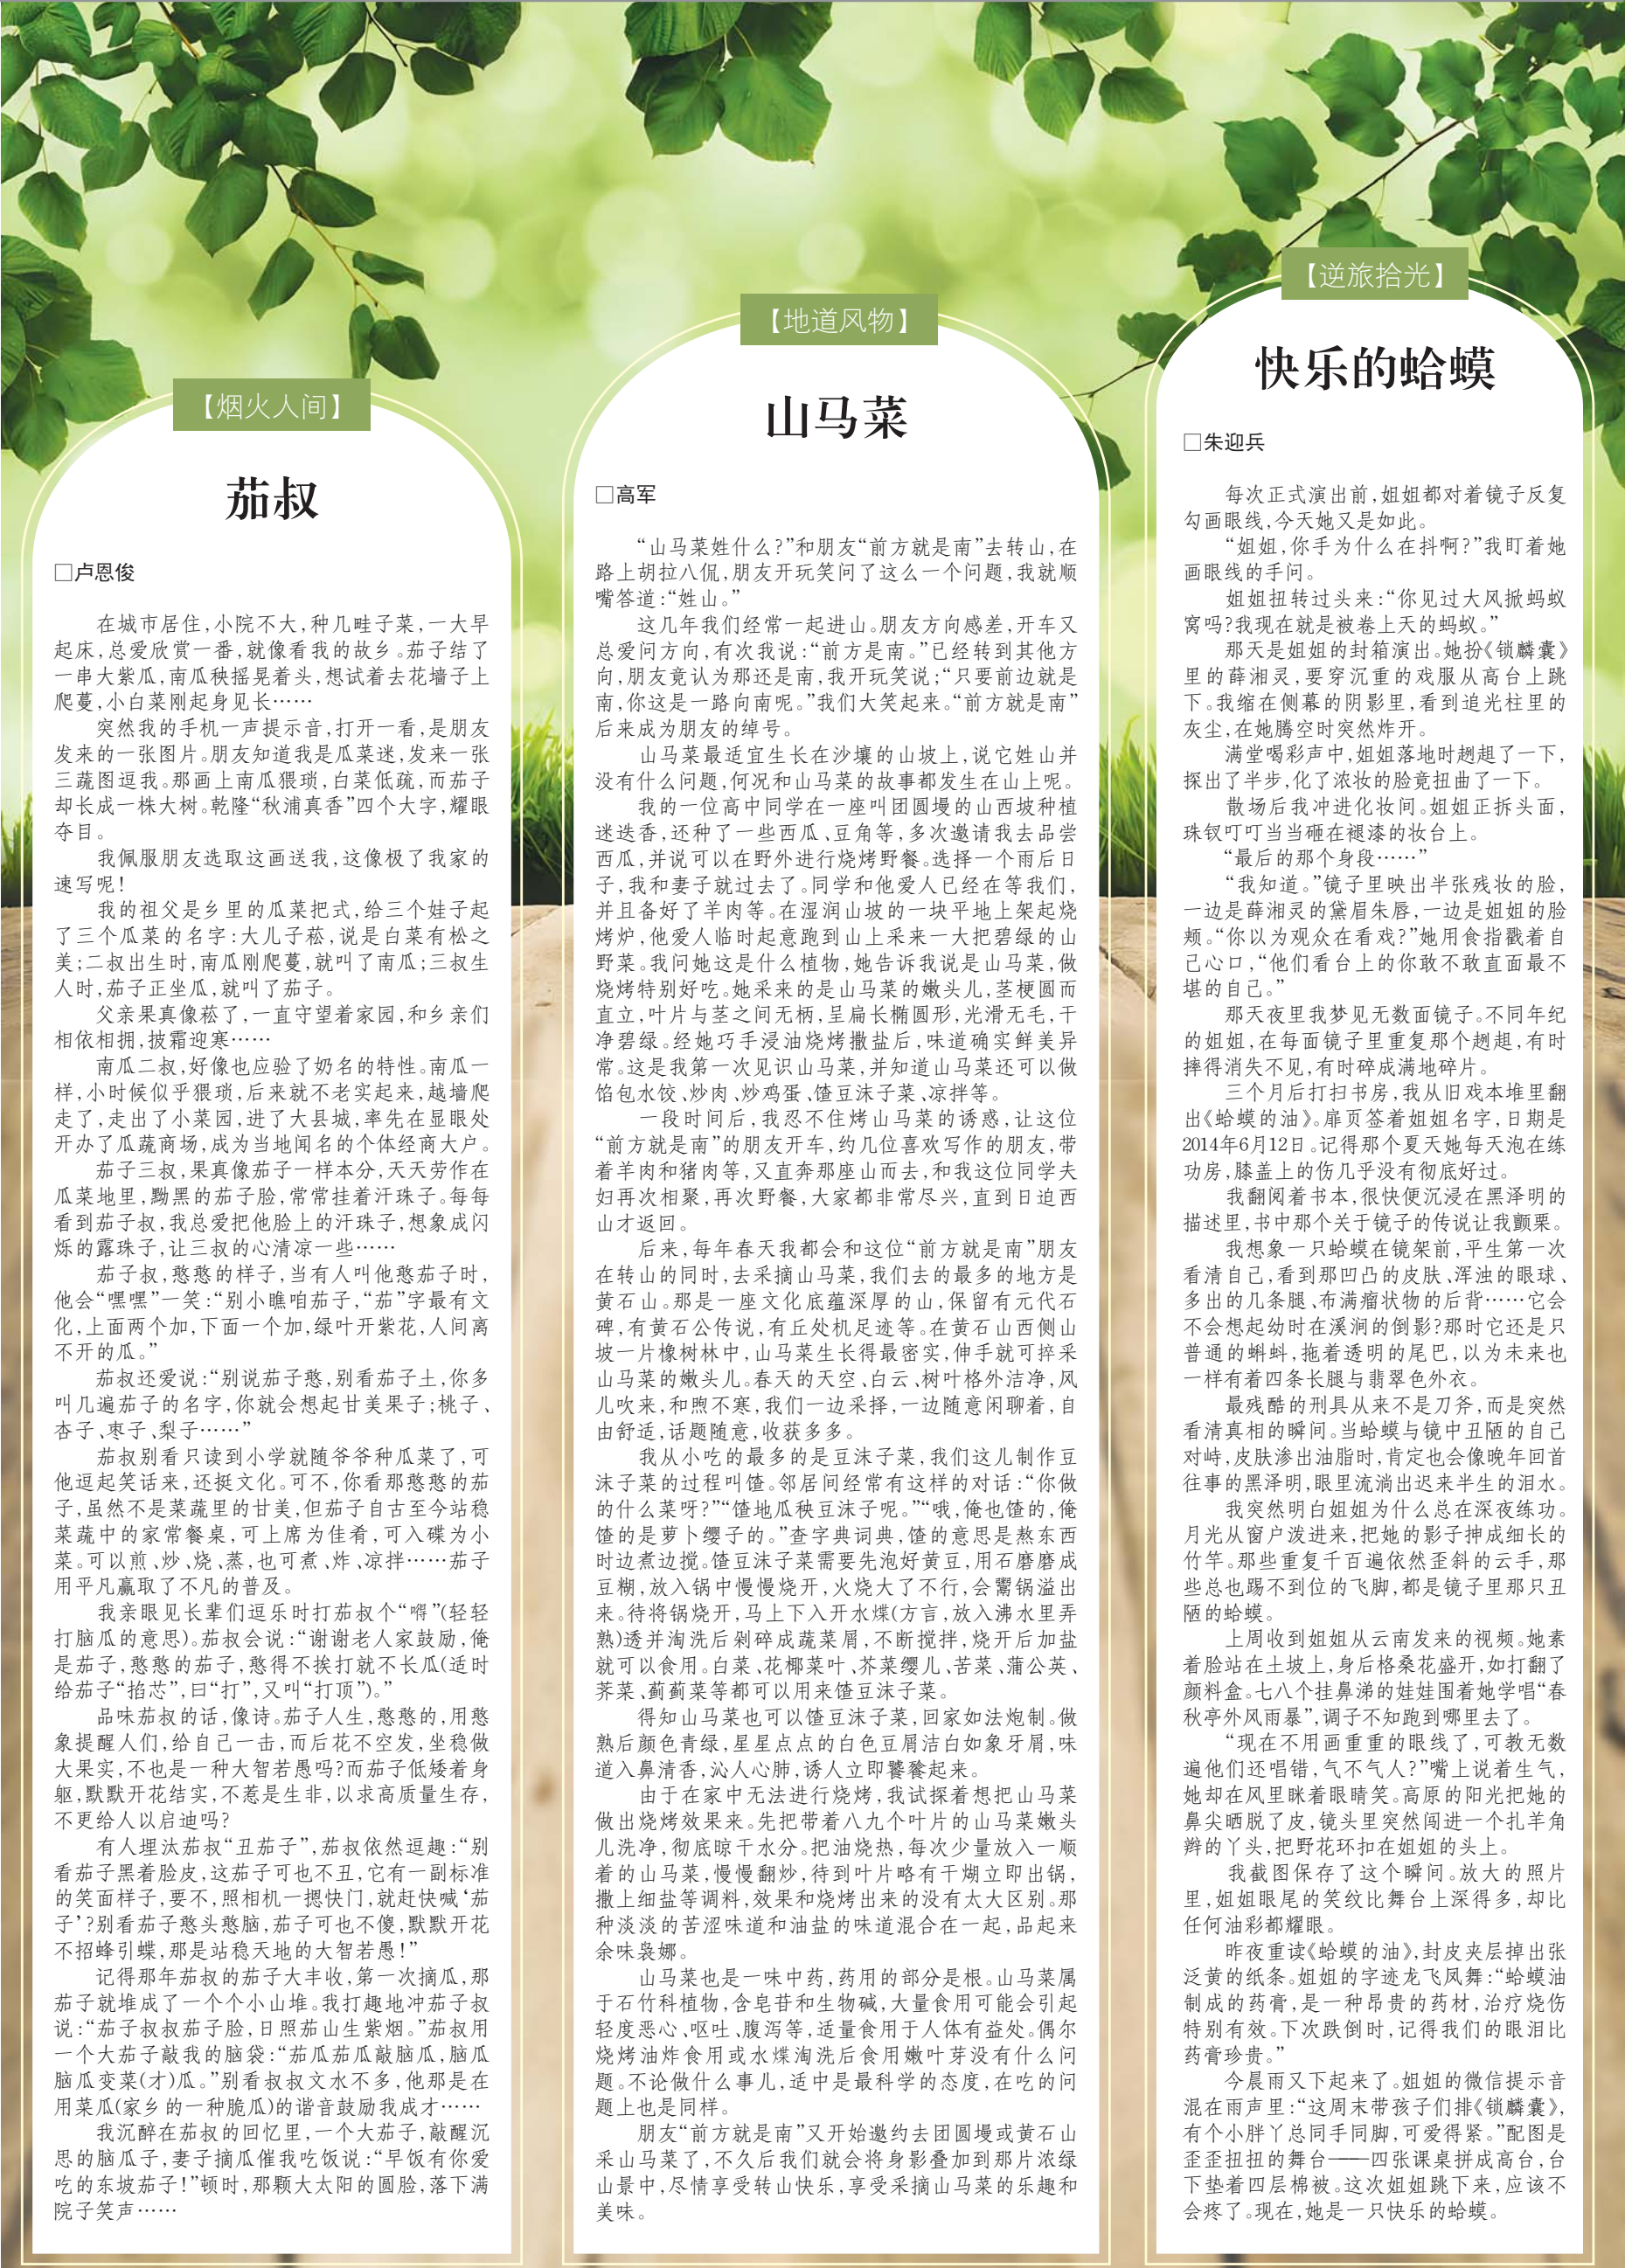 【烟火人间】
茄叔
□卢恩俊
在城市居住,小院不大,种几畦子菜,一大早
起床,总爱欣赏一番,就像看我的故乡。茄子结了
一串大紫瓜,南瓜秧摇晃着头,想试着去花墙子上
爬蔓,小白菜刚起身见长……
突然我的手机一声提示音,打开一看,是朋友
发来的一张图片。朋友知道我是瓜菜迷,发来一张
三蔬图逗我。那画上南瓜猥琐,白菜低疏,而茄子
却长成一株大树。乾隆“秋浦真香”四个大字,耀眼
夺目。
我佩服朋友选取这画送我,这像极了我家的
速写呢!
我的祖父是乡里的瓜菜把式,给三个娃子起
了三个瓜菜的名字:大儿子菘,说是白菜有松之
美;二叔出生时,南瓜刚爬蔓,就叫了南瓜;三叔生
人时,茄子正坐瓜,就叫了茄子。
父亲果真像菘了,一直守望着家园,和乡亲们
相依相拥,披霜迎寒……
南瓜二叔,好像也应验了奶名的特性。南瓜一
样,小时候似乎猥琐,后来就不老实起来,越墙爬
走了,走出了小菜园,进了大县城,率先在显眼处
开办了瓜蔬商场,成为当地闻名的个体经商大户。
茄子三叔,果真像茄子一样本分,天天劳作在
瓜菜地里,黝黑的茄子脸,常常挂着汗珠子。每每
看到茄子叔,我总爱把他脸上的汗珠子,想象成闪
烁的露珠子,让三叔的心清凉一些……
茄子叔,憨憨的样子,当有人叫他憨茄子时,
他会“嘿嘿”一笑:“别小瞧咱茄子,“茄”字最有文
化,上面两个加,下面一个加,绿叶开紫花,人间离
不开的瓜。”
茄叔还爱说:“别说茄子憨,别看茄子土,你多
叫几遍茄子的名字,你就会想起甘美果子;桃子、
杏子、枣子、梨子……”
茄叔别看只读到小学就随爷爷种瓜菜了,可
他逗起笑话来,还挺文化。可不,你看那憨憨的茄
子,虽然不是菜蔬里的甘美,但茄子自古至今站稳
菜蔬中的家常餐桌,可上席为佳肴,可入碟为小
菜。可以煎、炒、烧、蒸,也可煮、炸、凉拌……茄子
用平凡赢取了不凡的普及。
我亲眼见长辈们逗乐时打茄叔个“嘚”(轻轻
打脑瓜的意思)。茄叔会说:“谢谢老人家鼓励,俺
是茄子,憨憨的茄子,憨得不挨打就不长瓜(适时
给茄子“掐芯”,曰“打”,又叫“打顶”)。”
品味茄叔的话,像诗。茄子人生,憨憨的,用憨
象提醒人们,给自己一击,而后花不空发,坐稳做
大果实,不也是一种大智若愚吗?而茄子低矮着身
躯,默默开花结实,不惹是生非,以求高质量生存,
不更给人以启迪吗?
有人埋汰茄叔“丑茄子”,茄叔依然逗趣:“别
看茄子黑着脸皮,这茄子可也不丑,它有一副标准
的笑面样子,要不,照相机一摁快门,就赶快喊‘茄
子’?别看茄子憨头憨脑,茄子可也不傻,默默开花
不招蜂引蝶,那是站稳天地的大智若愚!”
记得那年茄叔的茄子大丰收,第一次摘瓜,那
茄子就堆成了一个个小山堆。我打趣地冲茄子叔
说:“茄子叔叔茄子脸,日照茄山生紫烟。”茄叔用
一个大茄子敲我的脑袋:“茄瓜茄瓜敲脑瓜,脑瓜
脑瓜变菜(才)瓜。”别看叔叔文水不多,他那是在
用菜瓜(家乡的一种脆瓜)的谐音鼓励我成才……
我沉醉在茄叔的回忆里,一个大茄子,敲醒沉
思的脑瓜子,妻子摘瓜催我吃饭说:“早饭有你爱
吃的东坡茄子!”顿时,那颗大太阳的圆脸,落下满
院子笑声……
【地道风物】
山马菜
□高军
“山马菜姓什么?”和朋友“前方就是南”去转山,在
路上胡拉八侃,朋友开玩笑问了这么一个问题,我就顺
嘴答道:“姓山。”
这几年我们经常一起进山。朋友方向感差,开车又
总爱问方向,有次我说:“前方是南。”已经转到其他方
向,朋友竟认为那还是南,我开玩笑说;“只要前边就是
南,你这是一路向南呢。”我们大笑起来。“前方就是南”
后来成为朋友的绰号。
山马菜最适宜生长在沙壤的山坡上,说它姓山并
没有什么问题,何况和山马菜的故事都发生在山上呢。
我的一位高中同学在一座叫团圆墁的山西坡种植
迷迭香,还种了一些西瓜、豆角等,多次邀请我去品尝
西瓜,并说可以在野外进行烧烤野餐。选择一个雨后日
子,我和妻子就过去了。同学和他爱人已经在等我们,
并且备好了羊肉等。在湿润山坡的一块平地上架起烧
烤炉,他爱人临时起意跑到山上采来一大把碧绿的山
野菜。我问她这是什么植物,她告诉我说是山马菜,做
烧烤特别好吃。她采来的是山马菜的嫩头儿,茎梗圆而
直立,叶片与茎之间无柄,呈扁长椭圆形,光滑无毛,干
净碧绿。经她巧手浸油烧烤撒盐后,味道确实鲜美异
常。这是我第一次见识山马菜,并知道山马菜还可以做
馅包水饺、炒肉、炒鸡蛋、馇豆沫子菜、凉拌等。
一段时间后,我忍不住烤山马菜的诱惑,让这位
“前方就是南”的朋友开车,约几位喜欢写作的朋友,带
着羊肉和猪肉等,又直奔那座山而去,和我这位同学夫
妇再次相聚,再次野餐,大家都非常尽兴,直到日迫西
山才返回。
后来,每年春天我都会和这位“前方就是南”朋友
在转山的同时,去采摘山马菜,我们去的最多的地方是
黄石山。那是一座文化底蕴深厚的山,保留有元代石
碑,有黄石公传说,有丘处机足迹等。在黄石山西侧山
坡一片橡树林中,山马菜生长得最密实,伸手就可捽采
山马菜的嫩头儿。春天的天空、白云、树叶格外洁净,风
儿吹来,和煦不寒,我们一边采择,一边随意闲聊着,自
由舒适,话题随意,收获多多。
我从小吃的最多的是豆沫子菜,我们这儿制作豆
沫子菜的过程叫馇。邻居间经常有这样的对话:“你做
的什么菜呀?”“馇地瓜秧豆沫子呢。”“哦,俺也馇的,俺
馇的是萝卜缨子的。”查字典词典,馇的意思是熬东西
时边煮边搅。馇豆沫子菜需要先泡好黄豆,用石磨磨成
豆糊,放入锅中慢慢烧开,火烧大了不行,会鬻锅溢出
来。待将锅烧开,马上下入开水煠(方言,放入沸水里弄
熟)透并淘洗后剁碎成蔬菜屑,不断搅拌,烧开后加盐
就可以食用。白菜、花椰菜叶、芥菜缨儿、苦菜、蒲公英、
荠菜、蓟蓟菜等都可以用来馇豆沫子菜。
得知山马菜也可以馇豆沫子菜,回家如法炮制。做
熟后颜色青绿,星星点点的白色豆屑洁白如象牙屑,味
道入鼻清香,沁人心肺,诱人立即饕餮起来。
由于在家中无法进行烧烤,我试探着想把山马菜
做出烧烤效果来。先把带着八九个叶片的山马菜嫩头
儿洗净,彻底晾干水分。把油烧热,每次少量放入一顺
着的山马菜,慢慢翻炒,待到叶片略有干煳立即出锅,
撒上细盐等调料,效果和烧烤出来的没有太大区别。那
种淡淡的苦涩味道和油盐的味道混合在一起,品起来
余味袅娜。
山马菜也是一味中药,药用的部分是根。山马菜属
于石竹科植物,含皂苷和生物碱,大量食用可能会引起
轻度恶心、呕吐、腹泻等,适量食用于人体有益处。偶尔
烧烤油炸食用或水煠淘洗后食用嫩叶芽没有什么问
题。不论做什么事儿,适中是最科学的态度,在吃的问
题上也是同样。
朋友“前方就是南”又开始邀约去团圆墁或黄石山
采山马菜了,不久后我们就会将身影叠加到那片浓绿
山景中,尽情享受转山快乐,享受采摘山马菜的乐趣和
美味。
【逆旅拾光】
快乐的蛤蟆
□朱迎兵
每次正式演出前,姐姐都对着镜子反复
勾画眼线,今天她又是如此。
“姐姐,你手为什么在抖啊?”我盯着她
画眼线的手问。
姐姐扭转过头来:“你见过大风掀蚂蚁
窝吗?我现在就是被卷上天的蚂蚁。”
那天是姐姐的封箱演出。她扮《锁麟囊》
里的薛湘灵,要穿沉重的戏服从高台上跳
下。我缩在侧幕的阴影里,看到追光柱里的
灰尘,在她腾空时突然炸开。
满堂喝彩声中,姐姐落地时趔趄了一下,
探出了半步,化了浓妆的脸竟扭曲了一下。
散场后我冲进化妆间。姐姐正拆头面,
珠钗叮叮当当砸在褪漆的妆台上。
“最后的那个身段……”
“我知道。”镜子里映出半张残妆的脸,
一边是薛湘灵的黛眉朱唇,一边是姐姐的脸
颊。“你以为观众在看戏?”她用食指戳着自
己心口,“他们看台上的你敢不敢直面最不
堪的自己。”
那天夜里我梦见无数面镜子。不同年纪
的姐姐,在每面镜子里重复那个趔趄,有时
摔得消失不见,有时碎成满地碎片。
三个月后打扫书房,我从旧戏本堆里翻
出《蛤蟆的油》。扉页签着姐姐名字,日期是
2014年6月12日。记得那个夏天她每天泡在练
功房,膝盖上的伤几乎没有彻底好过。
我翻阅着书本,很快便沉浸在黑泽明的
描述里,书中那个关于镜子的传说让我颤栗。
我想象一只蛤蟆在镜架前,平生第一次
看清自己,看到那凹凸的皮肤、浑浊的眼球、
多出的几条腿、布满瘤状物的后背……它会
不会想起幼时在溪涧的倒影?那时它还是只
普通的蝌蚪,拖着透明的尾巴,以为未来也
一样有着四条长腿与翡翠色外衣。
最残酷的刑具从来不是刀斧,而是突然
看清真相的瞬间。当蛤蟆与镜中丑陋的自己
对峙,皮肤渗出油脂时,肯定也会像晚年回首
往事的黑泽明,眼里流淌出迟来半生的泪水。
我突然明白姐姐为什么总在深夜练功。
月光从窗户泼进来,把她的影子抻成细长的
竹竿。那些重复千百遍依然歪斜的云手,那
些总也踢不到位的飞脚,都是镜子里那只丑
陋的蛤蟆。
上周收到姐姐从云南发来的视频。她素
着脸站在土坡上,身后格桑花盛开,如打翻了
颜料盒。七八个挂鼻涕的娃娃围着她学唱“春
秋亭外风雨暴”,调子不知跑到哪里去了。
“现在不用画重重的眼线了,可教无数
遍他们还唱错,气不气人?”嘴上说着生气,
她却在风里眯着眼睛笑。高原的阳光把她的
鼻尖晒脱了皮,镜头里突然闯进一个扎羊角
辫的丫头,把野花环扣在姐姐的头上。
我截图保存了这个瞬间。放大的照片
里,姐姐眼尾的笑纹比舞台上深得多,却比
任何油彩都耀眼。
昨夜重读《蛤蟆的油》,封皮夹层掉出张
泛黄的纸条。姐姐的字迹龙飞凤舞:“蛤蟆油
制成的药膏,是一种昂贵的药材,治疗烧伤
特别有效。下次跌倒时,记得我们的眼泪比
药膏珍贵。”
今晨雨又下起来了。姐姐的微信提示音
混在雨声里:“这周末带孩子们排《锁麟囊》,
有个小胖丫总同手同脚,可爱得紧。”配图是
歪歪扭扭的舞台——四张课桌拼成高台,台
下垫着四层棉被。这次姐姐跳下来,应该不
会疼了。现在,她是一只快乐的蛤蟆。